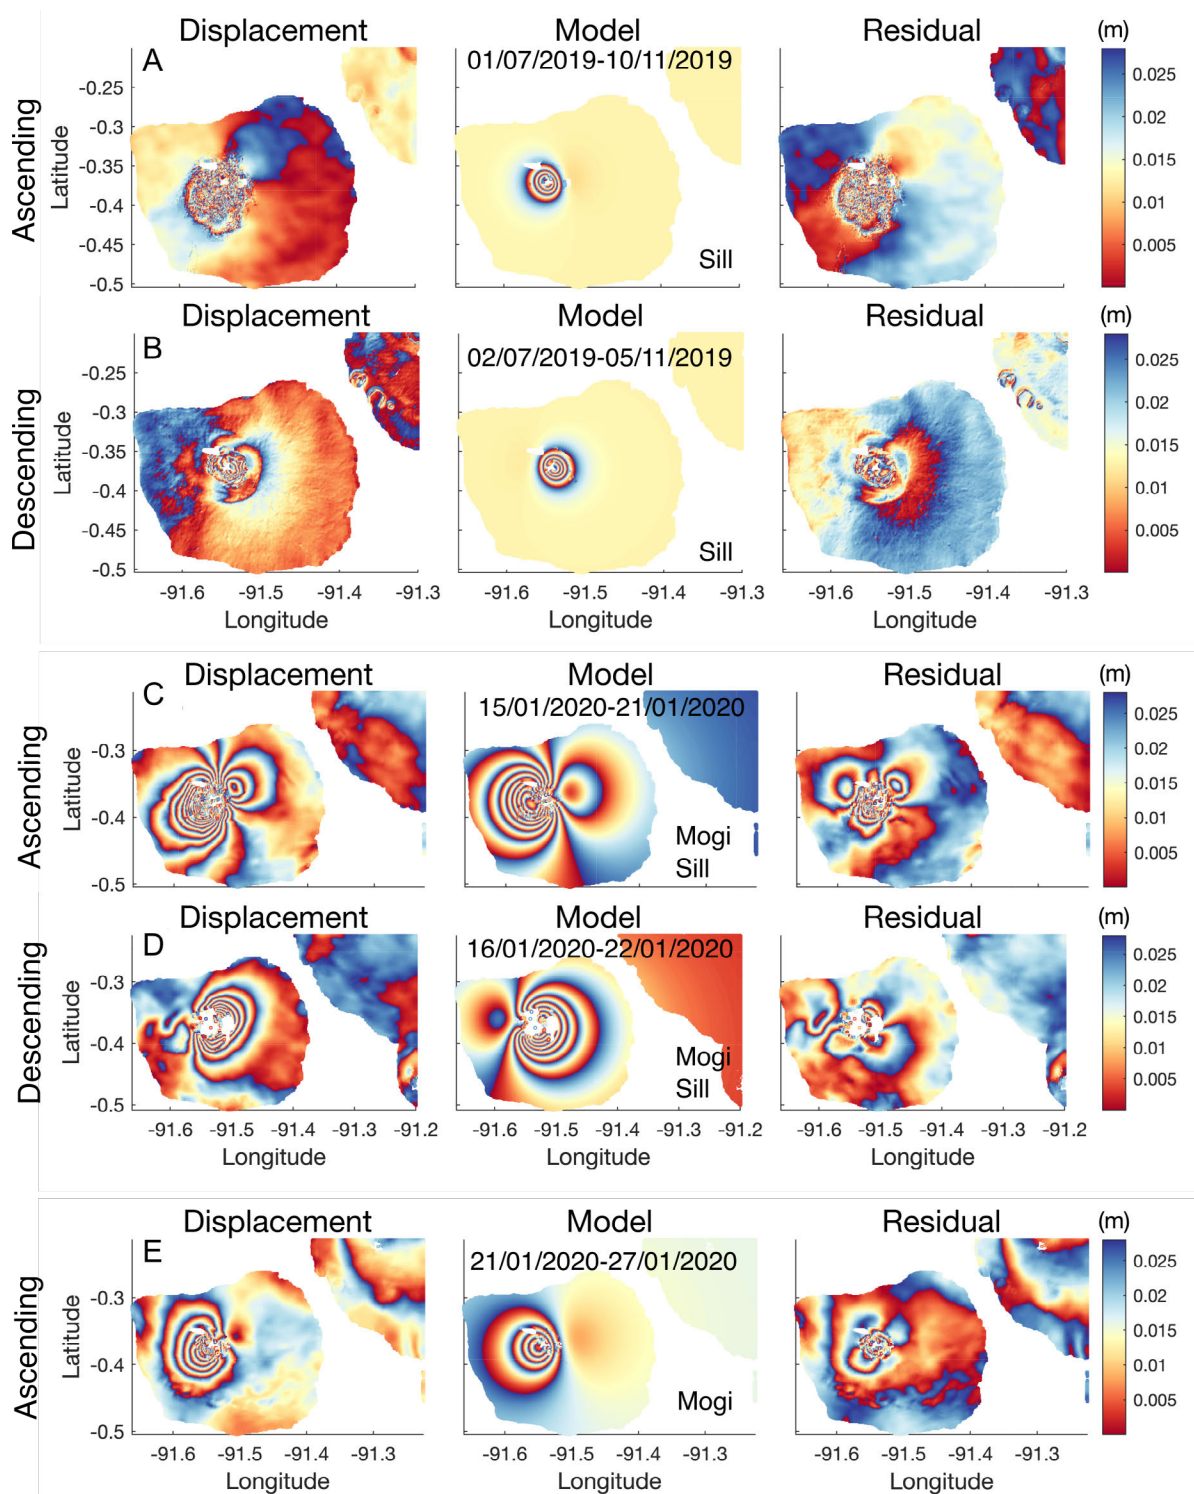 Displacement Model Residual (m)
A 01/07/2019-10/11/2019
Ascending
Latitude
-0.25
-0.3
-0.35
-0.4
-0.45
-0.5
Sill
0.025
0.02
0.015
0.01
0.005
Displacement Model Residual (m)
B 02/07/2019-05/11/2019
Descending
Latitude
-0.25
-0.3
-0.35
-0.4
-0.45
-0.5
Sill
0.025
0.02
0.015
0.01
0.005
-91.6 -91.5 -91.4 -91.3 -91.6 -91.5 -91.4 -91.3 -91.6 -91.5 -91.4 -91.3
Longitude Longitude Longitude
Displacement Model Residual (m)
C 15/01/2020-21/01/2020
Ascending
Latitude
-0.3
-0.4
-0.5
Mogi
Sill
0.025
0.02
0.015
0.01
0.005
Displacement Model Residual (m)
D 16/01/2020-22/01/2020
Descending
Latitude
-0.3
-0.4
-0.5
Mogi
Sill
0.025
0.02
0.015
0.01
0.005
-91.6 -91.5 -91.4 -91.3 -91.2 -91.6 -91.5 -91.4 -91.3 -91.2 -91.6 -91.5 -91.4 -91.3 -91.2
Longitude Longitude Longitude
Displacement Model Residual (m)
E 21/01/2020-27/01/2020
Ascending
Latitude
-0.3
-0.4
-0.5
Mogi
0.025
0.02
0.015
0.01
0.005
-91.6 -91.5 -91.4 -91.3 -91.6 -91.5 -91.4 -91.3 -91.6 -91.5 -91.4 -91.3
Longitude Longitude Longitude